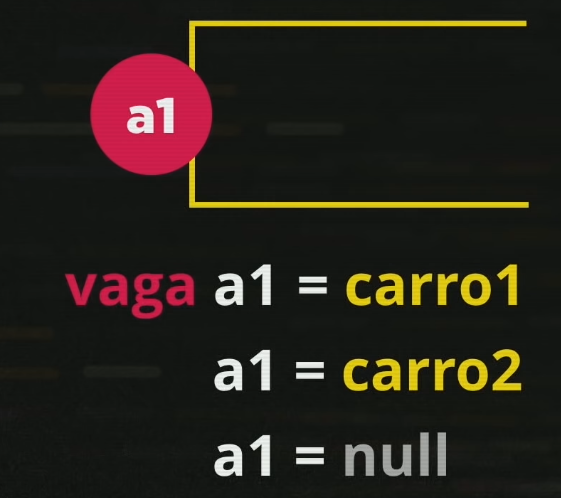 a1
vaga a1 = carro1
a1 = carro2
a1 = null